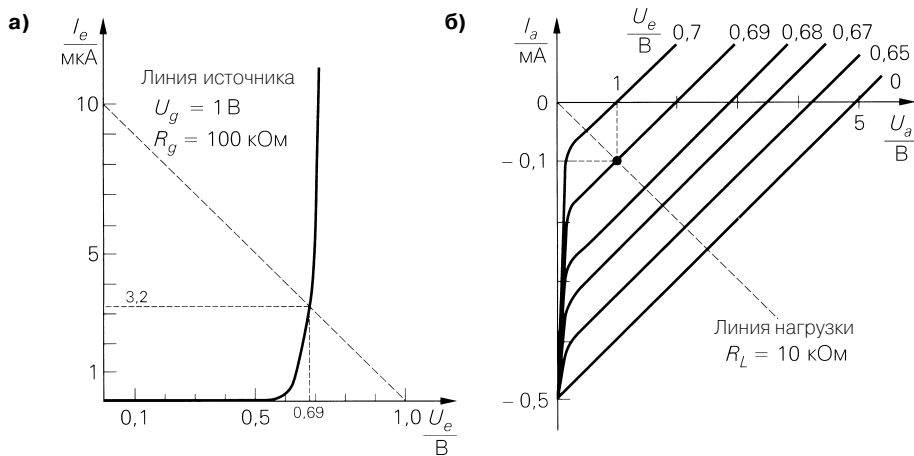 а)
I_e
мкА
10
5
1
3,2
Линия источника
U_g = 1 В
R_g = 100 кОм
0,1
0,5
0,69
1,0
U_e
В
б)
I_a
мА
U_e
В
0,7
0,69
0,68
0,67
0,65
0
1
0
5
U_a
В
– 0,1
– 0,5
Линия нагрузки
R_L = 10 кОм